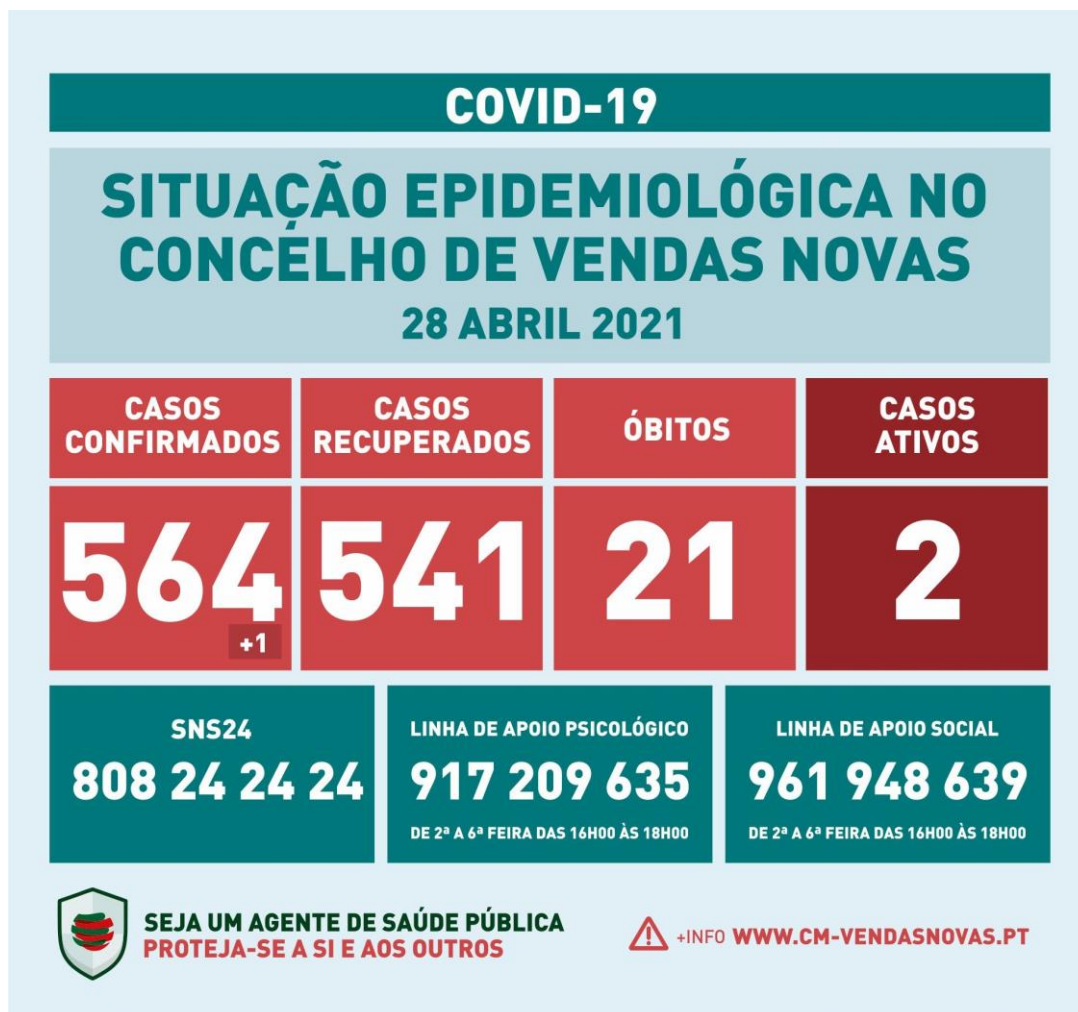 COVID-19
SITUAÇÃO EPIDEMIOLÓGICA NO
CONCELHO DE VENDAS NOVAS
28 ABRIL 2021
CASOS
CONFIRMADOS
564
+1
CASOS
RECUPERADOS
541
ÓBITOS
21
CASOS
ATIVOS
2
SNS24
808 24 24 24
LINHA DE APOIO PSICOLÓGICO
917 209 635
DE 2ª A 6ª FEIRA DAS 16H00 ÀS 18H00
LINHA DE APOIO SOCIAL
961 948 639
DE 2ª A 6ª FEIRA DAS 16H00 ÀS 18H00
SEJA UM AGENTE DE SAÚDE PÚBLICA
PROTEJA-SE A SI E AOS OUTROS
+INFO WWW.CM-VENDASNOVAS.PT